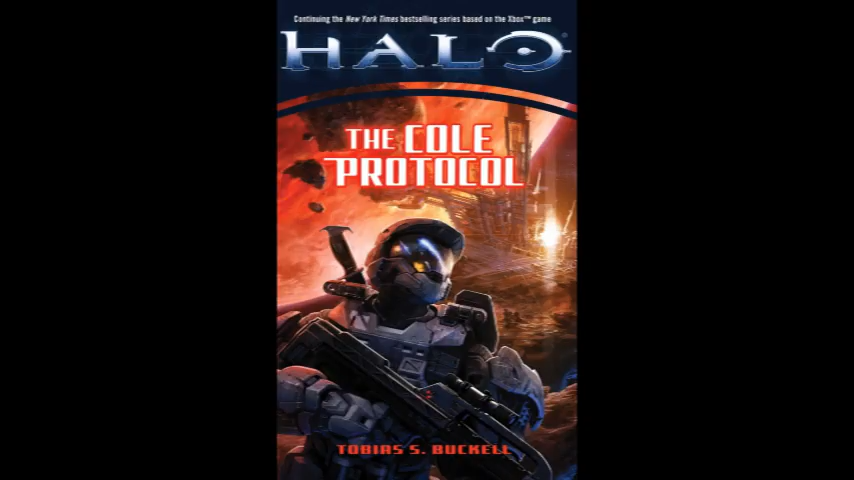 Continuing the New York Times bestselling series based on the Xbox™ game
HALO®
THE COLE
PROTOCOL
TOBIAS S. BUCKELL